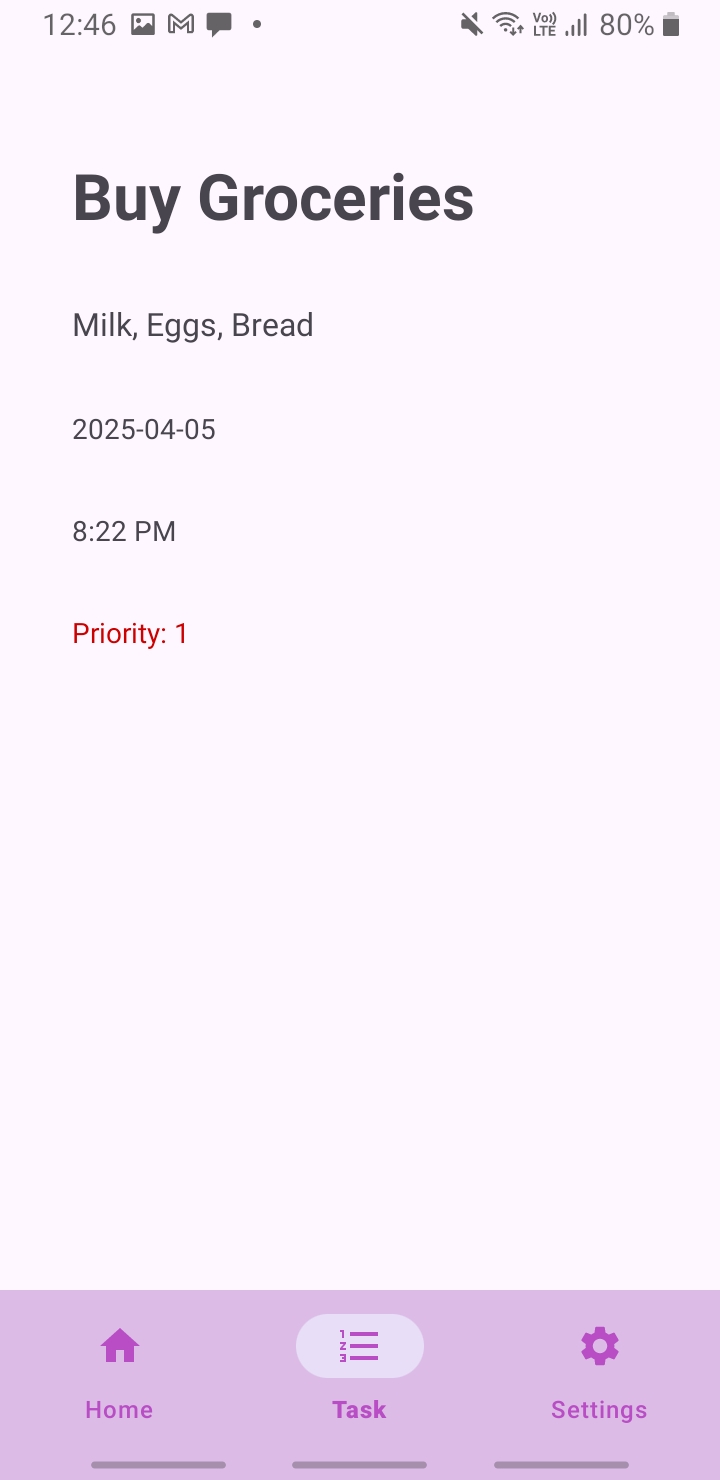 12:46 80%
Buy Groceries
Milk, Eggs, Bread
2025-04-05
8:22 PM
Priority: 1
Home Task Settings